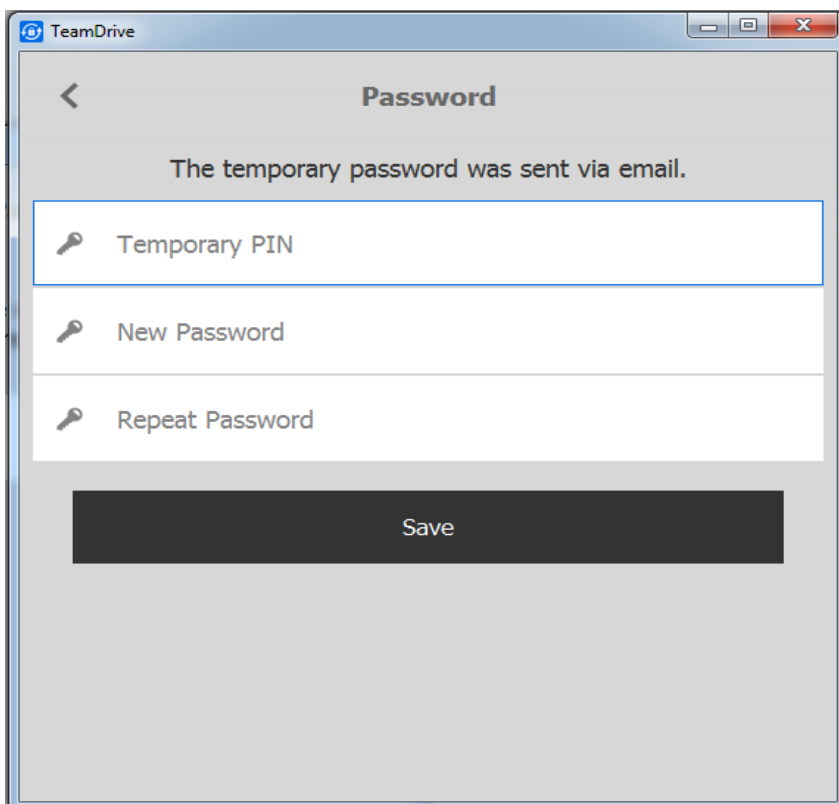 TeamDrive
Password
The temporary password was sent via email.
Temporary PIN
New Password
Repeat Password
Save